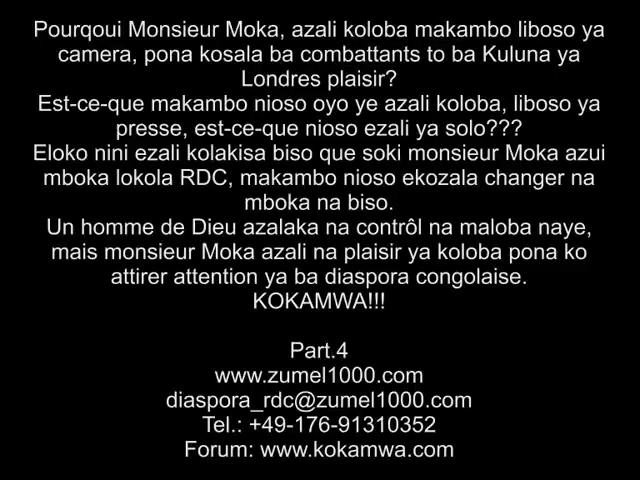 Pourqoui Monsieur Moka, azali koloba makambo liboso ya
camera, pona kosala ba combattants to ba Kuluna ya
Londres plaisir?
Est-ce-que makambo nioso oyo ye azali koloba, liboso ya
presse, est-ce-que nioso ezali ya solo???
Eloko nini ezali kolakisa biso que soki monsieur Moka azui
mboka lokola RDC, makambo nioso ekozala changer na
mboka na biso.
Un homme de Dieu azalaka na contrôl na maloba naye,
mais monsieur Moka azali na plaisir ya koloba pona ko
attirer attention ya ba diaspora congolaise.
KOKAMWA!!!
Part.4
www.zumel1000.com
diaspora_rdc@zumel1000.com
Tel.: +49-176-91310352
Forum: www.kokamwa.com